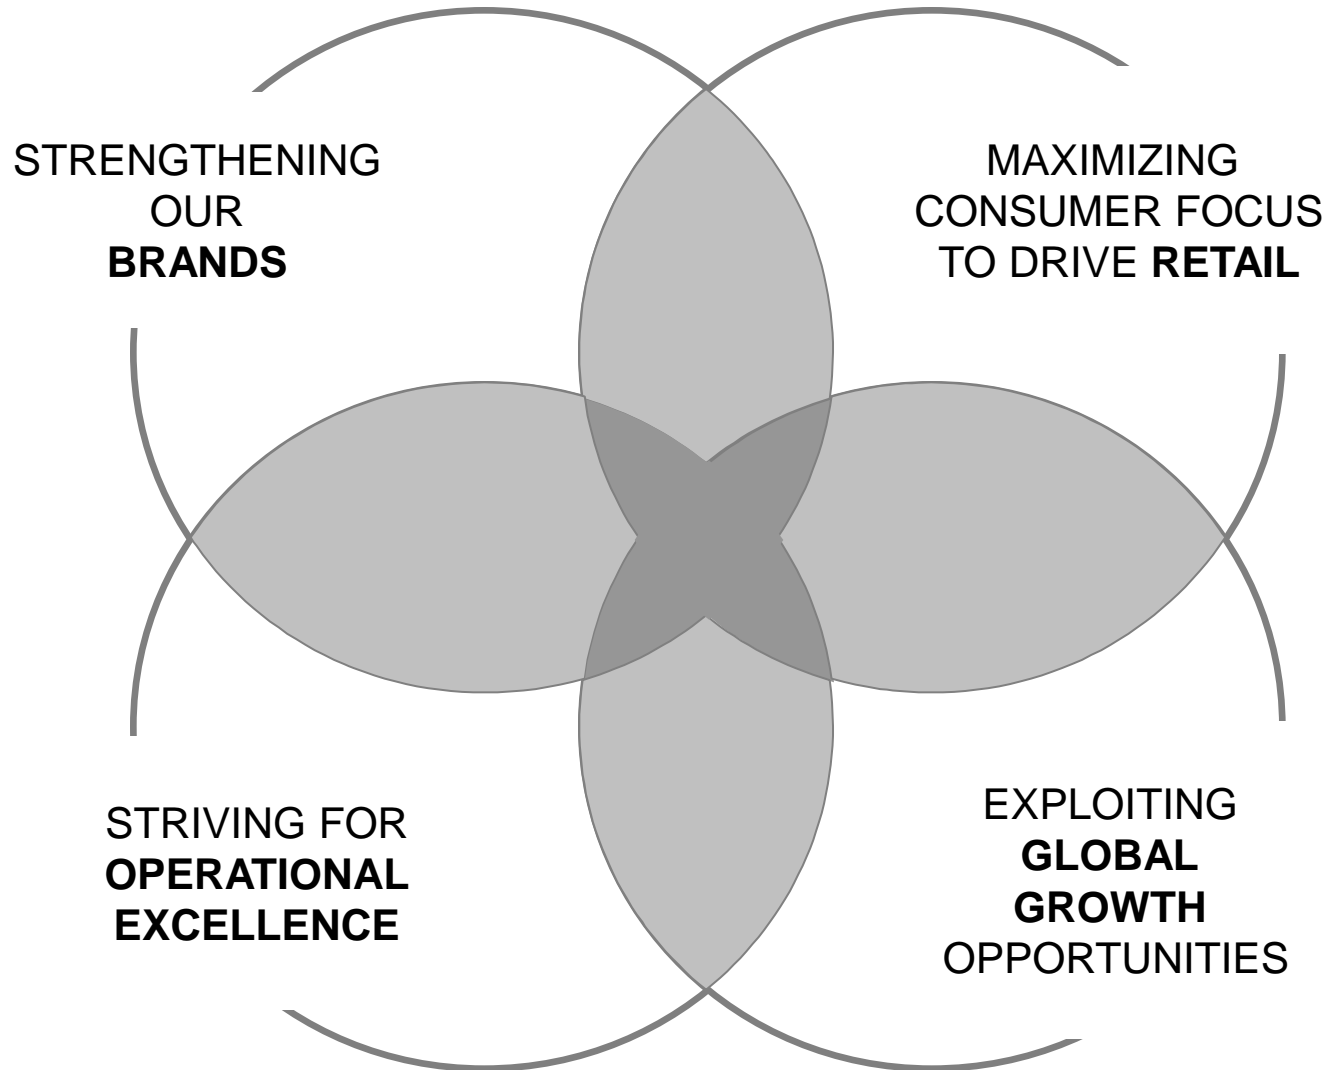 STRENGTHENING
OUR
BRANDS
MAXIMIZING
CONSUMER FOCUS
TO DRIVE RETAIL
STRIVING FOR
OPERATIONAL
EXCELLENCE
EXPLOITING
GLOBAL
GROWTH
OPPORTUNITIES